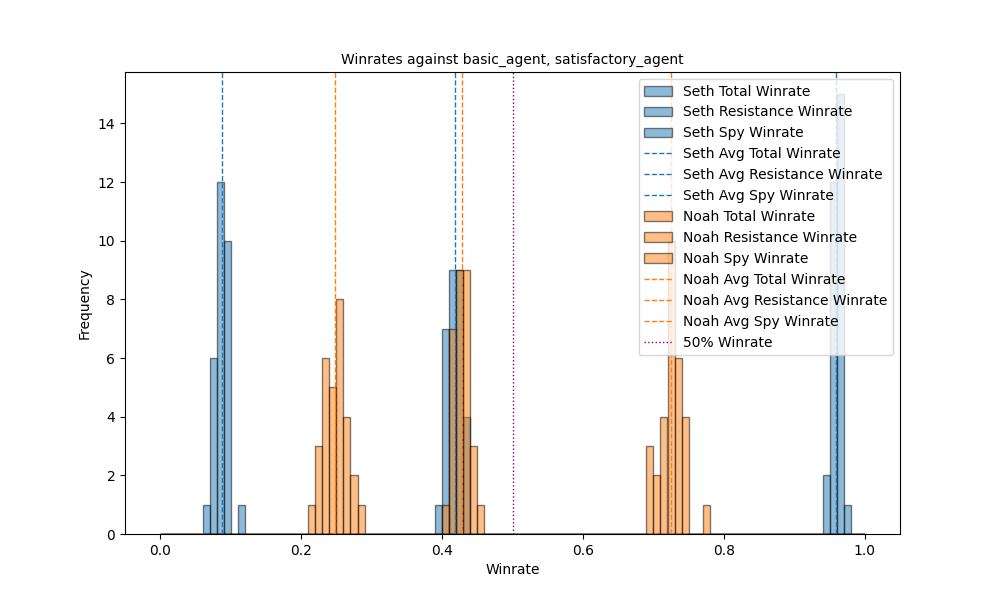 Winrates against basic_agent, satisfactory_agent
Frequency
14
12
10
8
6
4
2
0
0.0
0.2
0.4
0.6
0.8
1.0
Winrate
Seth Total Winrate
Seth Resistance Winrate
Seth Spy Winrate
Seth Avg Total Winrate
Seth Avg Resistance Winrate
Seth Avg Spy Winrate
Noah Total Winrate
Noah Resistance Winrate
Noah Spy Winrate
Noah Avg Total Winrate
Noah Avg Resistance Winrate
Noah Avg Spy Winrate
50% Winrate